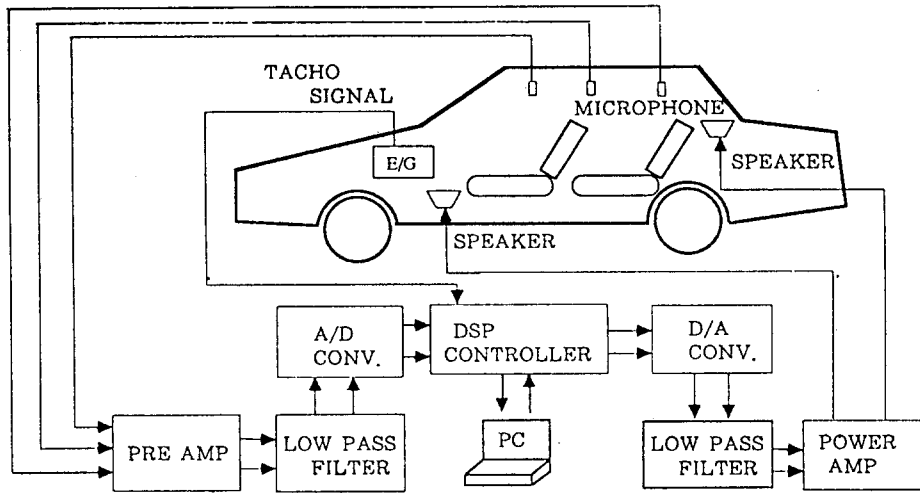 TACHO
SIGNAL
MICROPHONE
E/G
SPEAKER
SPEAKER
A/D
CONV.
DSP
CONTROLLER
D/A
CONV.
PRE AMP
LOW PASS
FILTER
PC
LOW PASS
FILTER
POWER
AMP